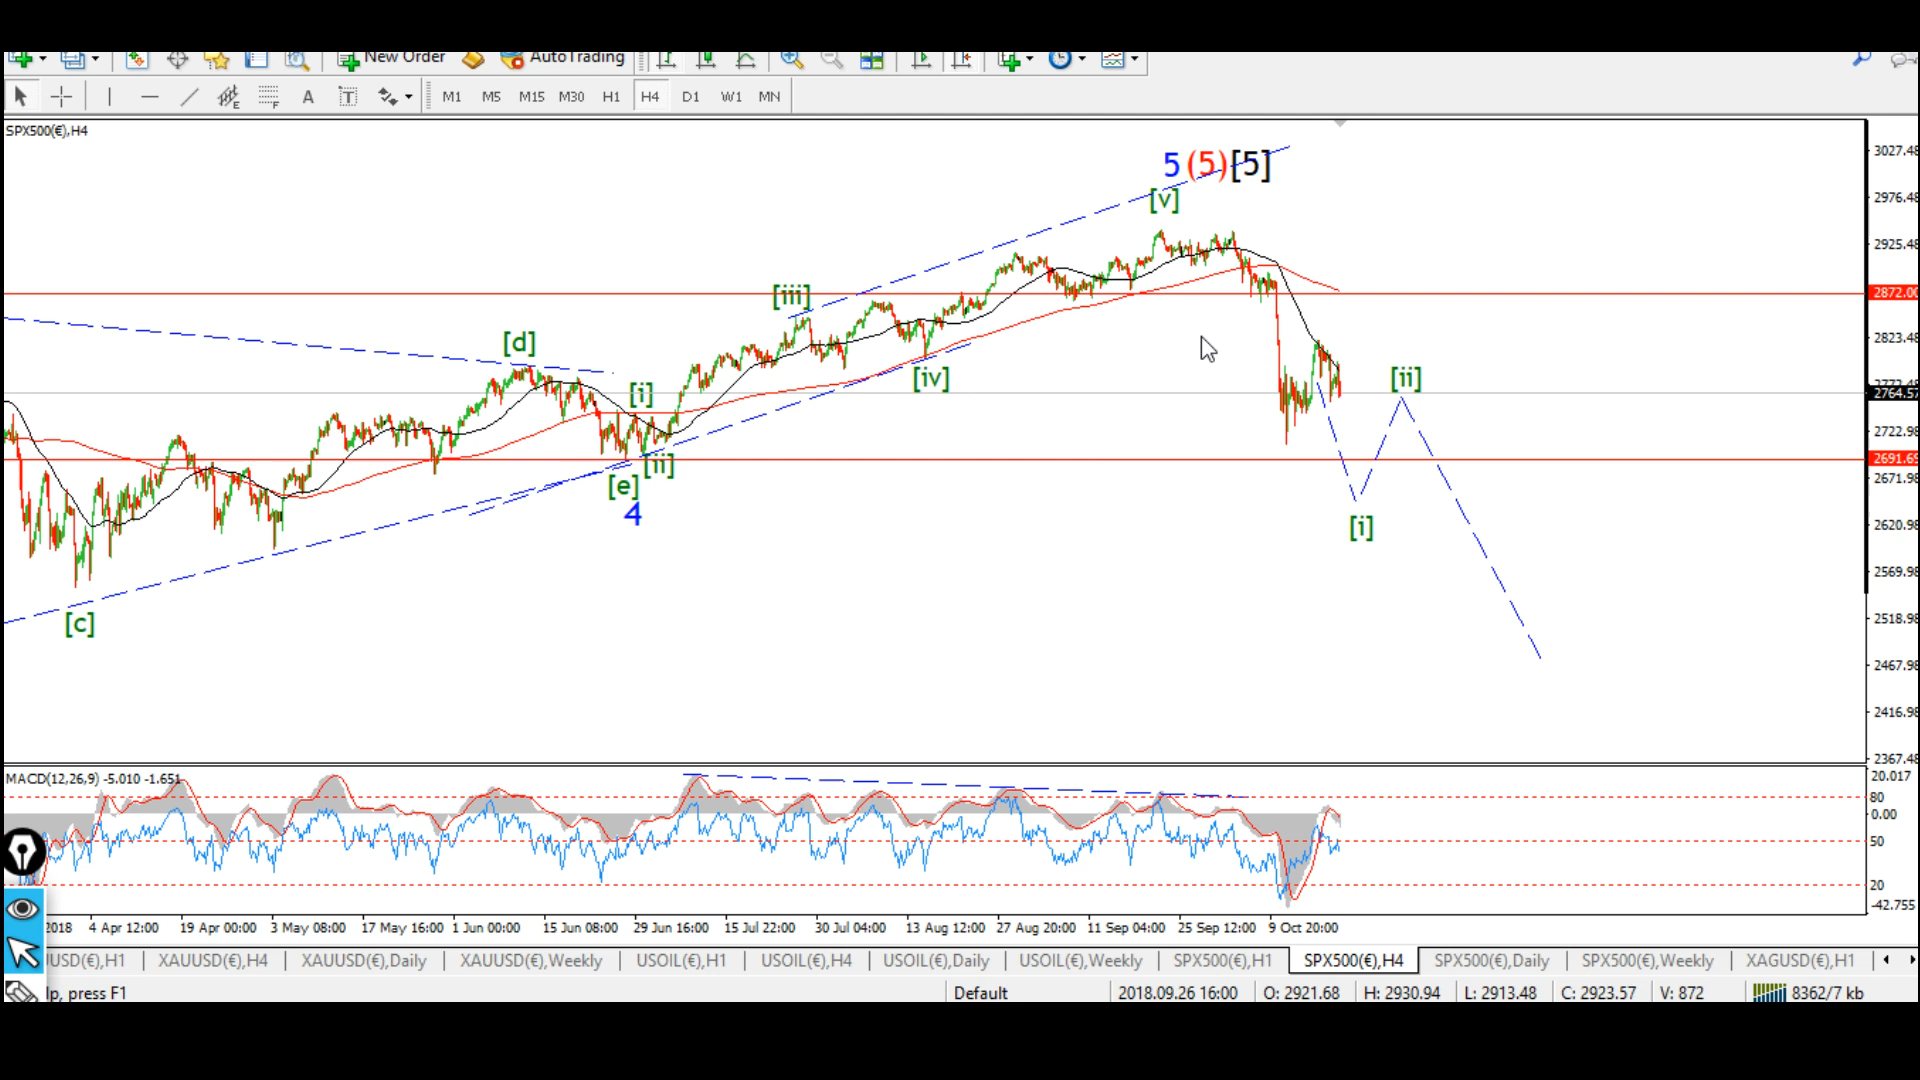 New Order AutoTrading
A T E F M1 M5 M15 M30 H1 H4 D1 W1 MN
SPX500(€),H4
5 (5) [5]
[v]
[iii]
[d]
[i]
[iv]
[ii]
[ii]
[e]
4
[i]
[c]
3027.48
2976.48
2925.48
2872.00
2823.48
2764.57
2722.98
2691.69
2671.98
2620.98
2569.98
2518.98
2467.98
2416.98
2367.48
MACD(12,26,9) -5.010 -1.651
20.017
80
0.00
50
20
-42.755
2018 4 Apr 12:00 19 Apr 00:00 3 May 08:00 17 May 16:00 1 Jun 00:00 15 Jun 08:00 29 Jun 16:00 15 Jul 22:00 30 Jul 04:00 13 Aug 12:00 27 Aug 20:00 11 Sep 04:00 25 Sep 12:00 9 Oct 20:00
USD(€),H1 XAUUSD(€),H4 XAUUSD(€),Daily XAUUSD(€),Weekly USOIL(€),H1 USOIL(€),H4 USOIL(€),Daily USOIL(€),Weekly SPX500(€),H1 SPX500(€),H4 SPX500(€),Daily SPX500(€),Weekly XAGUSD(€),H1
lp, press F1 Default 2018.09.26 16:00 O: 2921.68 H: 2930.94 L: 2913.48 C: 2923.57 V: 872 8362/7 kb